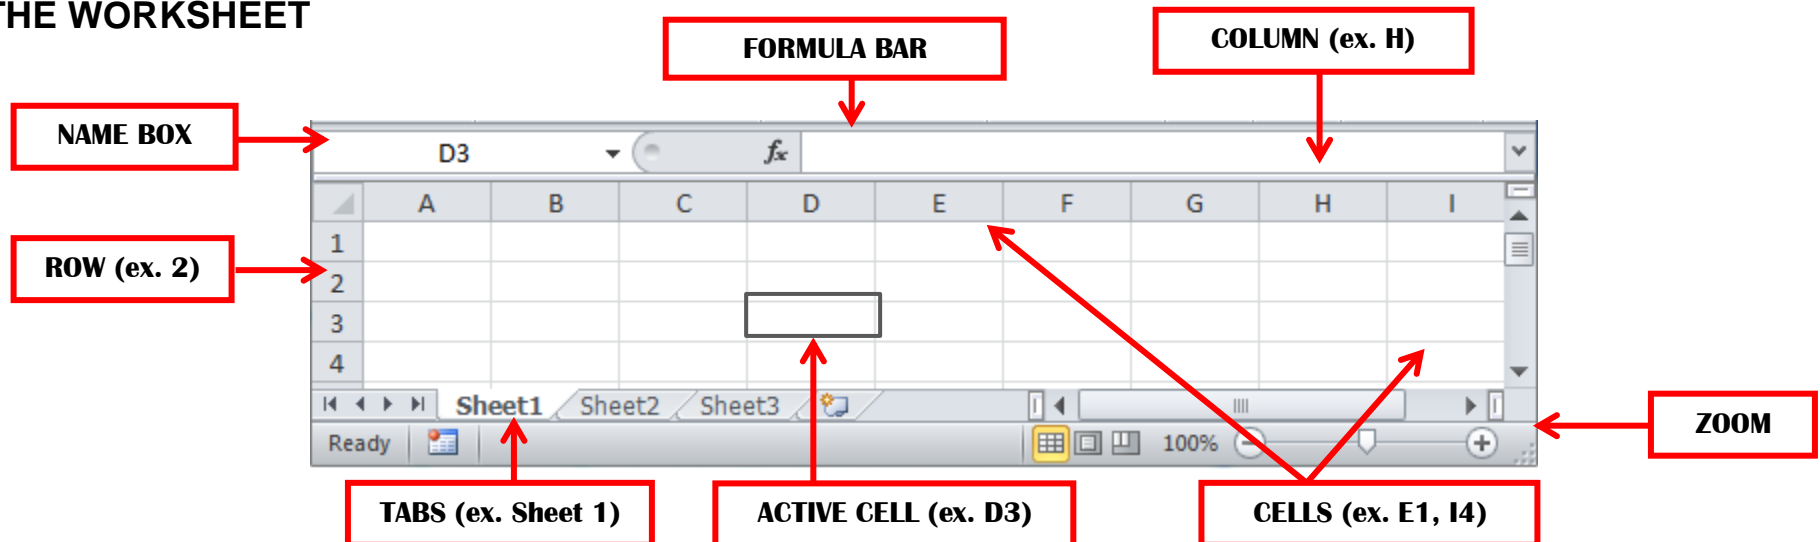 THE WORKSHEET
FORMULA BAR
COLUMN (ex. H)
NAME BOX
D3 fx
A B C D E F G H I
ROW (ex. 2)
1
2
3
4
Sheet1 Sheet2 Sheet3
Ready 100%
ZOOM
TABS (ex. Sheet 1)
ACTIVE CELL (ex. D3)
CELLS (ex. E1, I4)